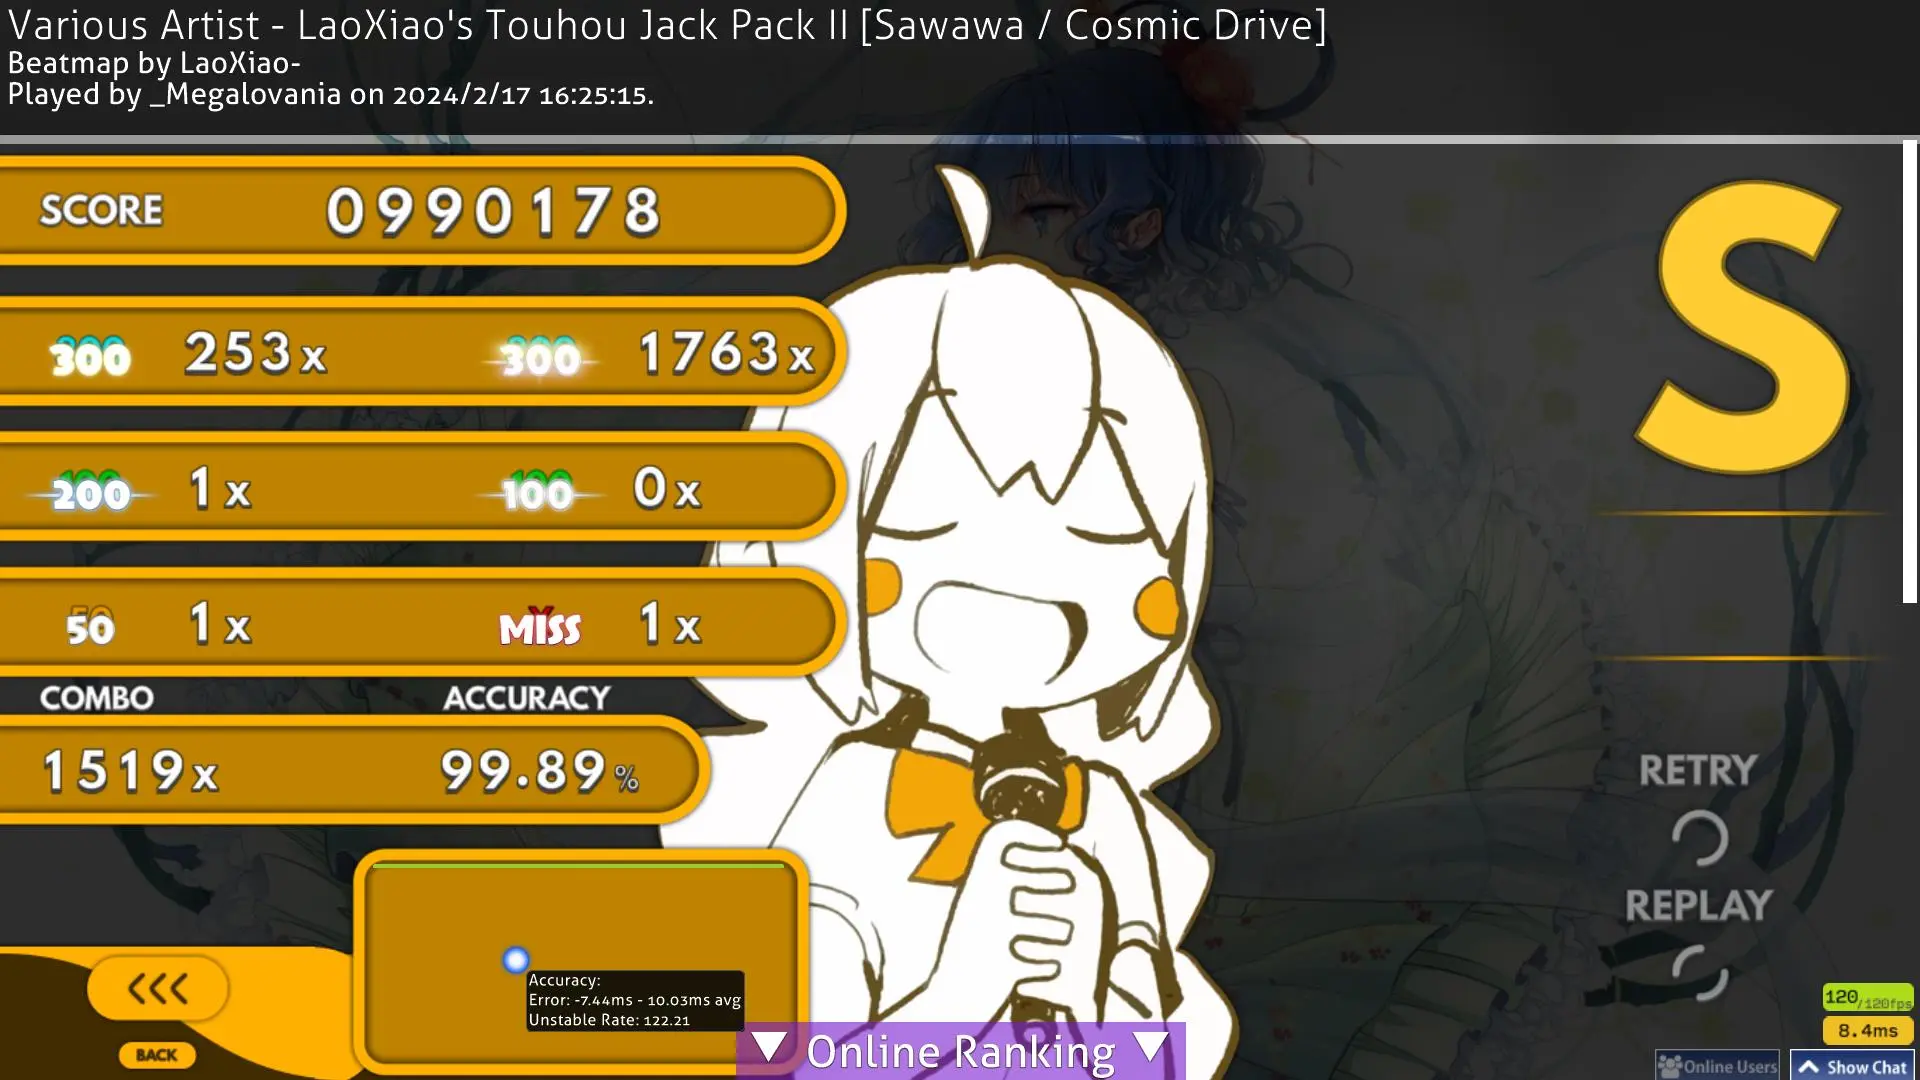 Various Artist - LaoXiao's Touhou Jack Pack II [Sawawa / Cosmic Drive]
Beatmap by LaoXiao-
Played by _Megalovania on 2024/2/17 16:25:15.
SCORE 0990178
300 253x 300 1763x
200 1x 100 0x
50 1x MISS 1x
COMBO ACCURACY
1519x 99.89%
RETRY
REPLAY
<<<
BACK
Accuracy:
Error: -7.44ms - 10.03ms avg
Unstable Rate: 122.21
▼ Online Ranking ▼
120/120fps
8.4ms
Online Users
Show Chat
S